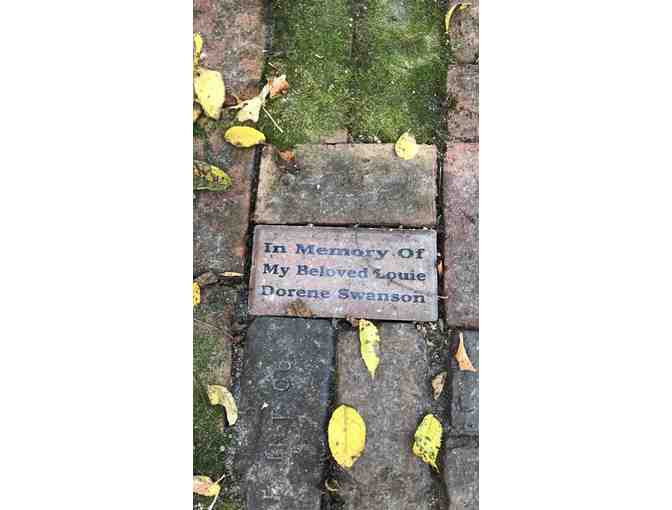 In Memory Of
My Beloved Louie
Dorene Swanson